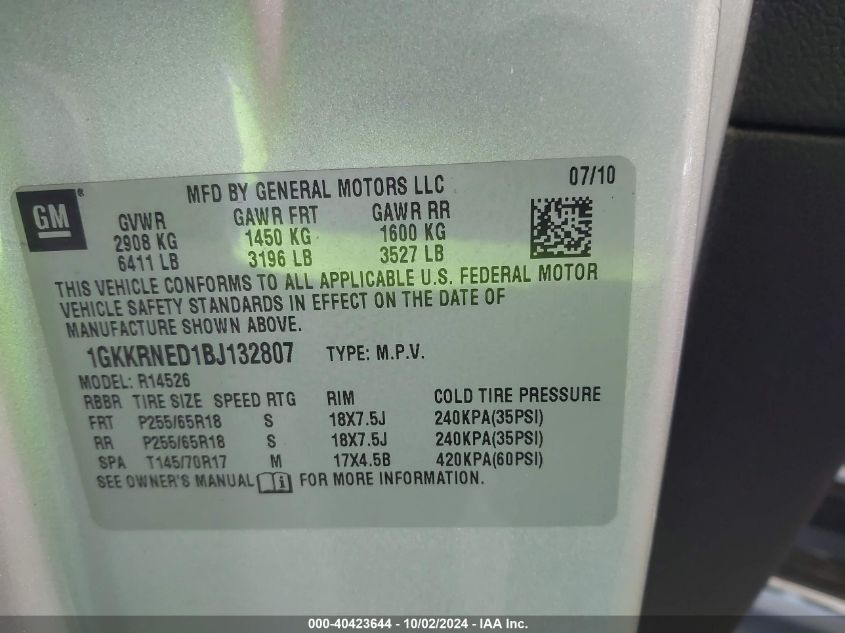 GM ®
MFD BY GENERAL MOTORS LLC 07/10
GVWR GAWR FRT GAWR RR
2908 KG 1450 KG 1600 KG
6411 LB 3196 LB 3527 LB
THIS VEHICLE CONFORMS TO ALL APPLICABLE U.S. FEDERAL MOTOR
VEHICLE SAFETY STANDARDS IN EFFECT ON THE DATE OF
MANUFACTURE SHOWN ABOVE.
1GKKRNED1BJ132807 TYPE: M.P.V.
MODEL: R14526
RBBR TIRE SIZE SPEED RTG RIM COLD TIRE PRESSURE
FRT P255/65R18 S 18X7.5J 240KPA(35PSI)
RR P255/65R18 S 18X7.5J 240KPA(35PSI)
SPA T145/70R17 M 17X4.5B 420KPA(60PSI)
SEE OWNER'S MANUAL i FOR MORE INFORMATION.
000-40423644 - 10/02/2024 - IAA Inc.